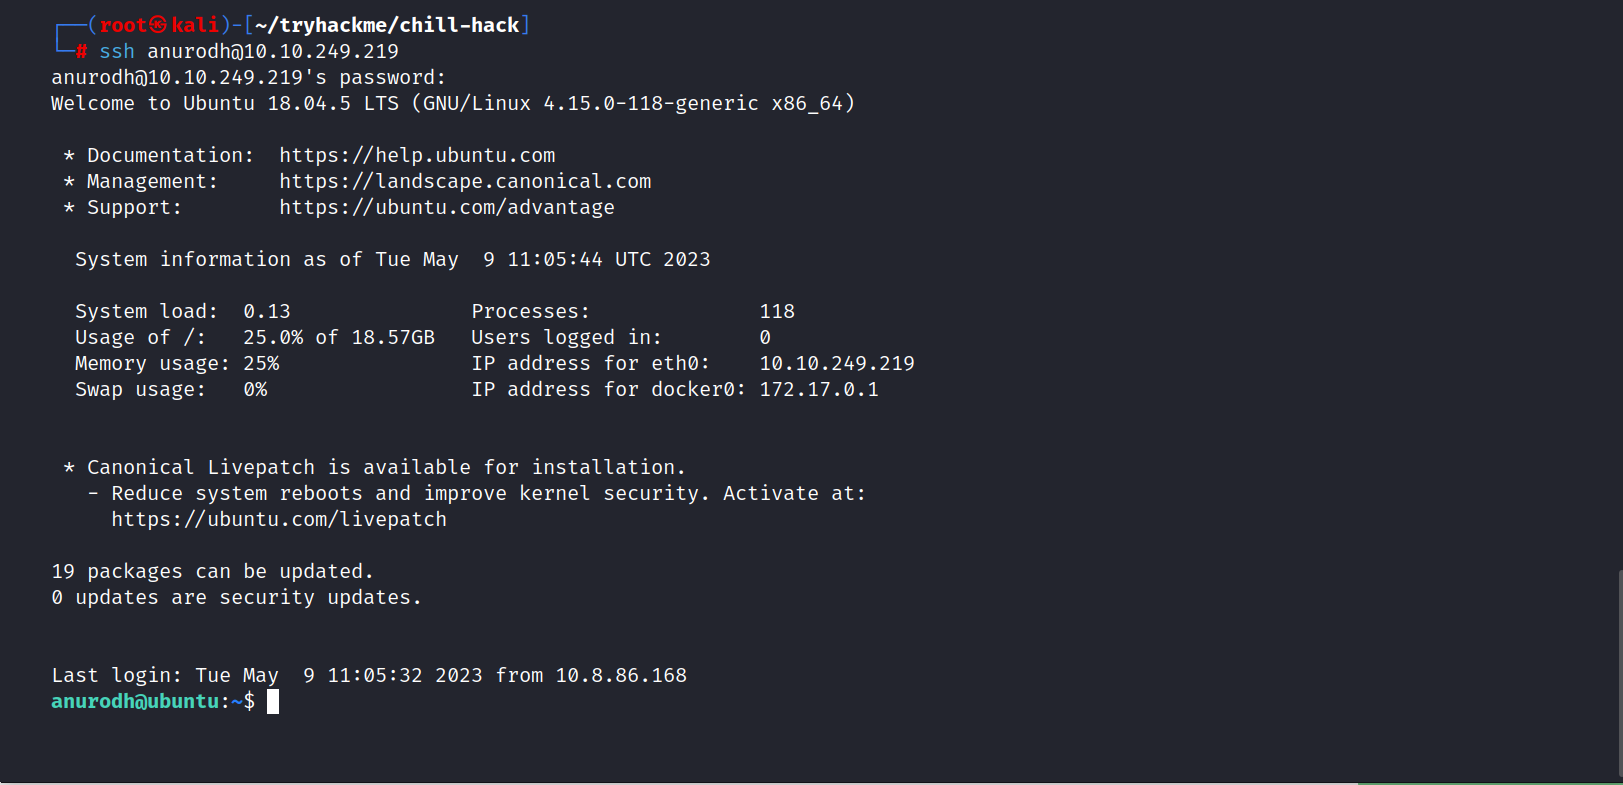 ┌──(root㉿kali)-[~/tryhackme/chill-hack]
└─# ssh anurodh@10.10.249.219
anurodh@10.10.249.219's password:
Welcome to Ubuntu 18.04.5 LTS (GNU/Linux 4.15.0-118-generic x86_64)
* Documentation:  https://help.ubuntu.com
* Management:     https://landscape.canonical.com
* Support:        https://ubuntu.com/advantage
System information as of Tue May  9 11:05:44 UTC 2023
System load:  0.13               Processes:              118
Usage of /:   25.0% of 18.57GB   Users logged in:        0
Memory usage: 25%                IP address for eth0:    10.10.249.219
Swap usage:   0%                 IP address for docker0: 172.17.0.1
* Canonical Livepatch is available for installation.
- Reduce system reboots and improve kernel security. Activate at:
https://ubuntu.com/livepatch
19 packages can be updated.
0 updates are security updates.
Last login: Tue May  9 11:05:32 2023 from 10.8.86.168
anurodh@ubuntu:~$